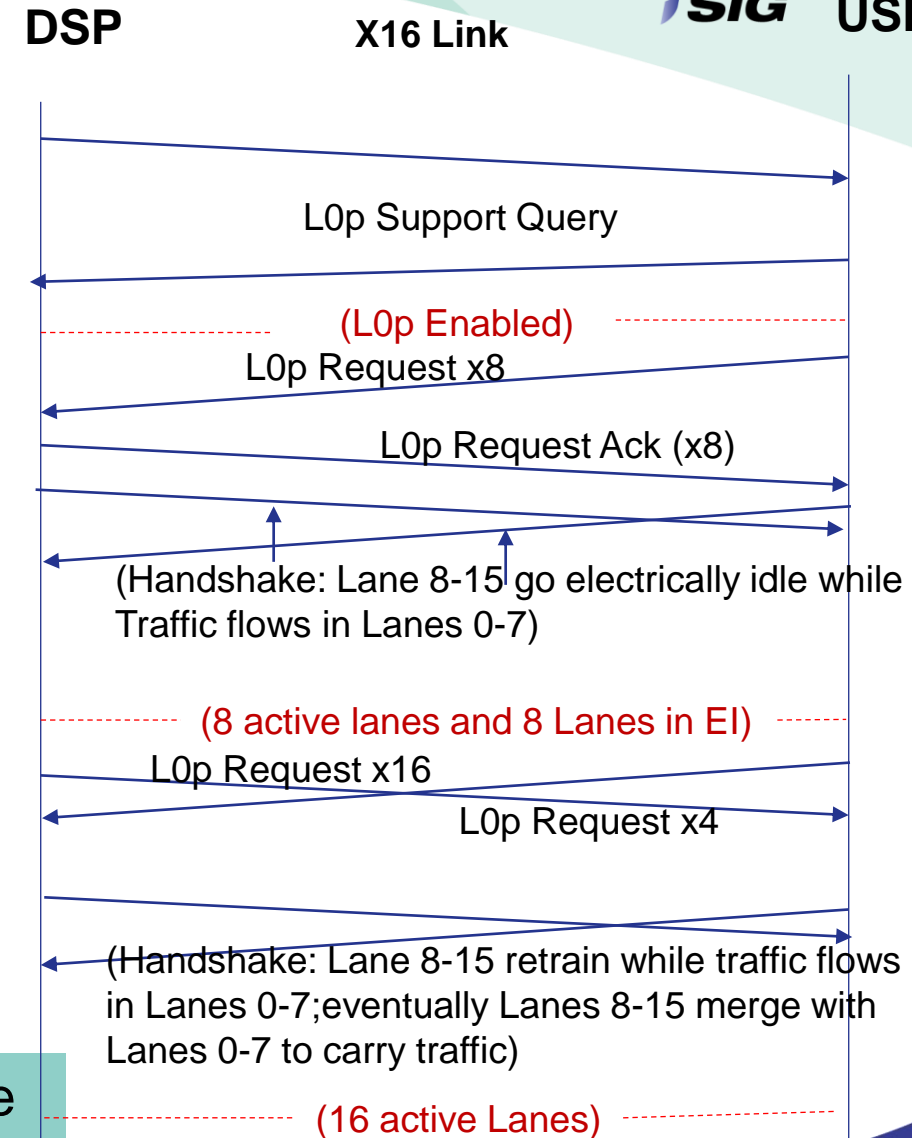 SIG
DSP
X16 Link
L0p Support Query
(L0p Enabled)
L0p Request x8
L0p Request Ack (x8)
(Handshake: Lane 8-15 go electrically idle while
Traffic flows in Lanes 0-7)
(8 active lanes and 8 Lanes in EI)
L0p Request x16
L0p Request x4
(Handshake: Lane 8-15 retrain while traffic flows
in Lanes 0-7;eventually Lanes 8-15 merge with
Lanes 0-7 to carry traffic)
(16 active Lanes)